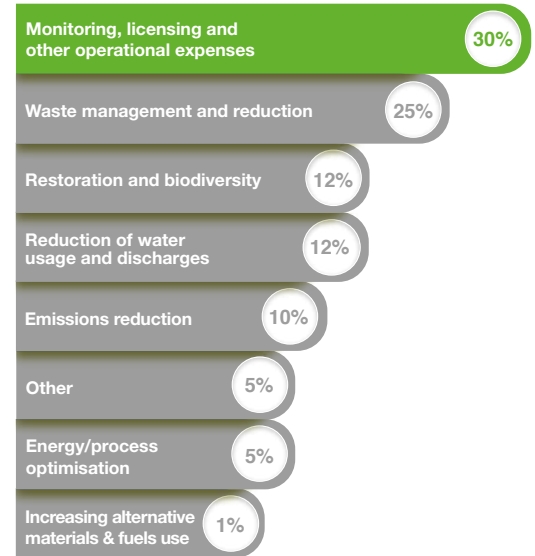 Monitoring, licensing and
other operational expenses
30%
Waste management and reduction
25%
Restoration and biodiversity
12%
Reduction of water
usage and discharges
12%
Emissions reduction
10%
Other
5%
Energy/process
optimisation
5%
Increasing alternative
materials & fuels use
1%